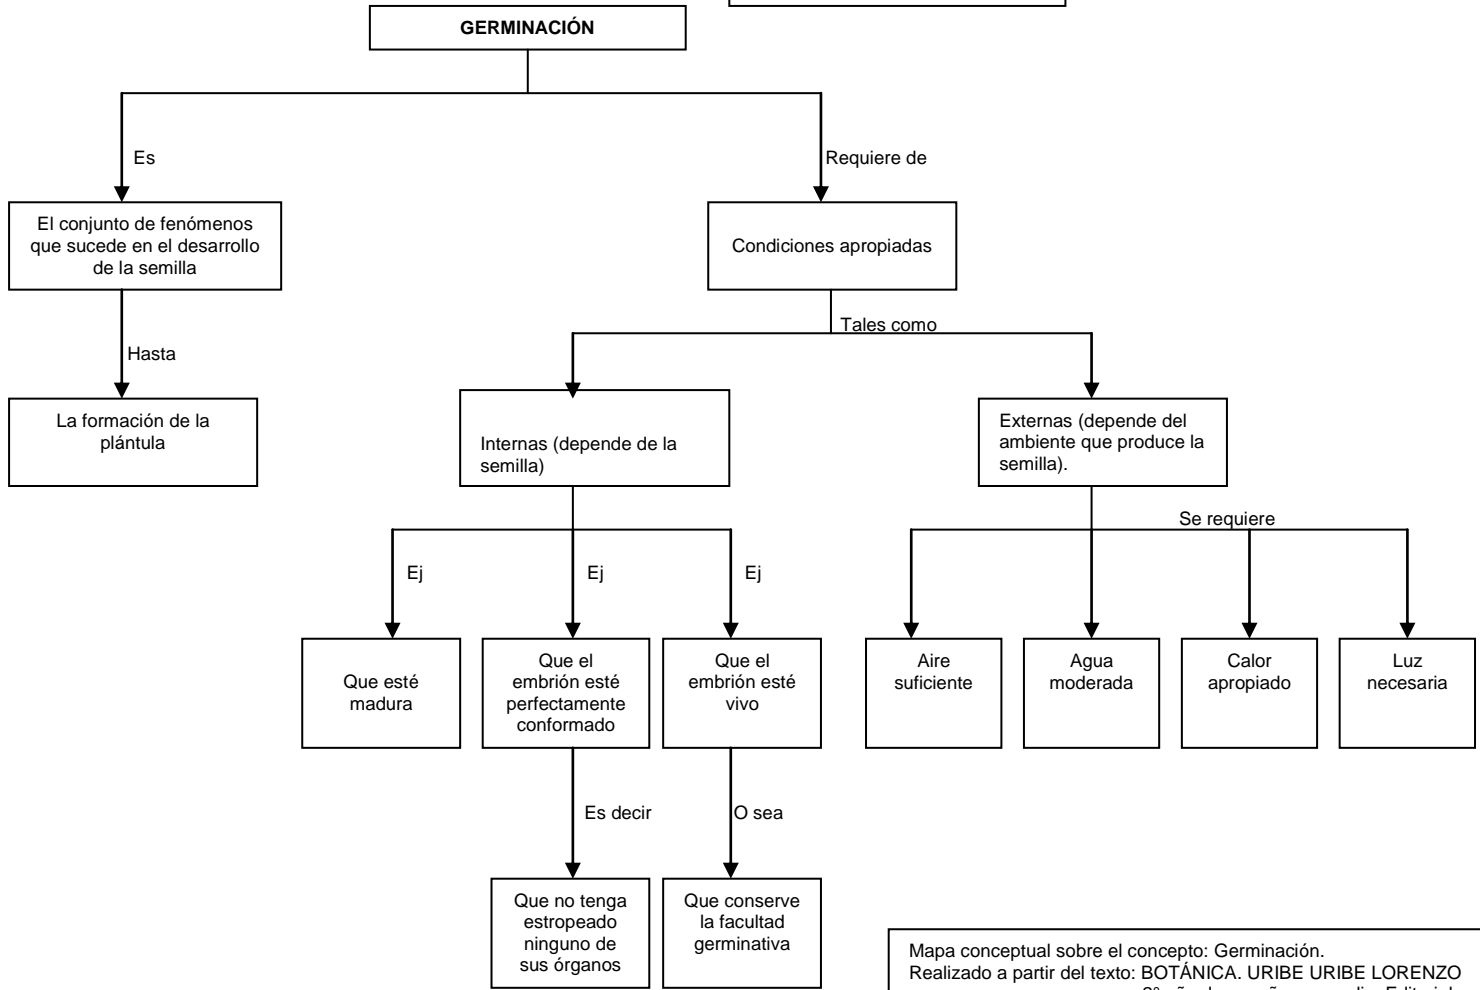 GERMINACIÓN
Es
Requiere de
El conjunto de fenómenos
que sucede en el desarrollo
de la semilla
Condiciones apropiadas
Tales como
Hasta
La formación de la
plántula
Internas (depende de la
semilla)
Externas (depende del
ambiente que produce la
semilla).
Se requiere
Ej
Ej
Ej
Que esté
madura
Que el
embrión esté
perfectamente
conformado
Que el
embrión esté
vivo
Aire
suficiente
Agua
moderada
Calor
apropiado
Luz
necesaria
Es decir
O sea
Que no tenga
estropeado
ninguno de
sus órganos
Que conserve
la facultad
germinativa
Mapa conceptual sobre el concepto: Germinación.
Realizado a partir del texto: BOTÁNICA. URIBE URIBE LORENZO